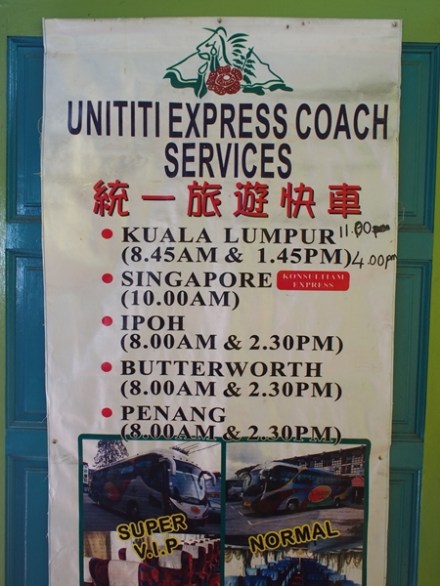 UNITITI EXPRESS COACH
SERVICES
統一旅遊快車
KUALA LUMPUR 11.00pm
(8.45AM & 1.45PM) 4.00pm
SINGAPORE KONSULTIAM
(10.00AM) EXPRESS
IPOH
(8.00AM & 2.30PM)
BUTTERWORTH
(8.00AM & 2.30PM)
PENANG
(8.00AM & 2.30PM)
SUPER NORMAL
V.I.P